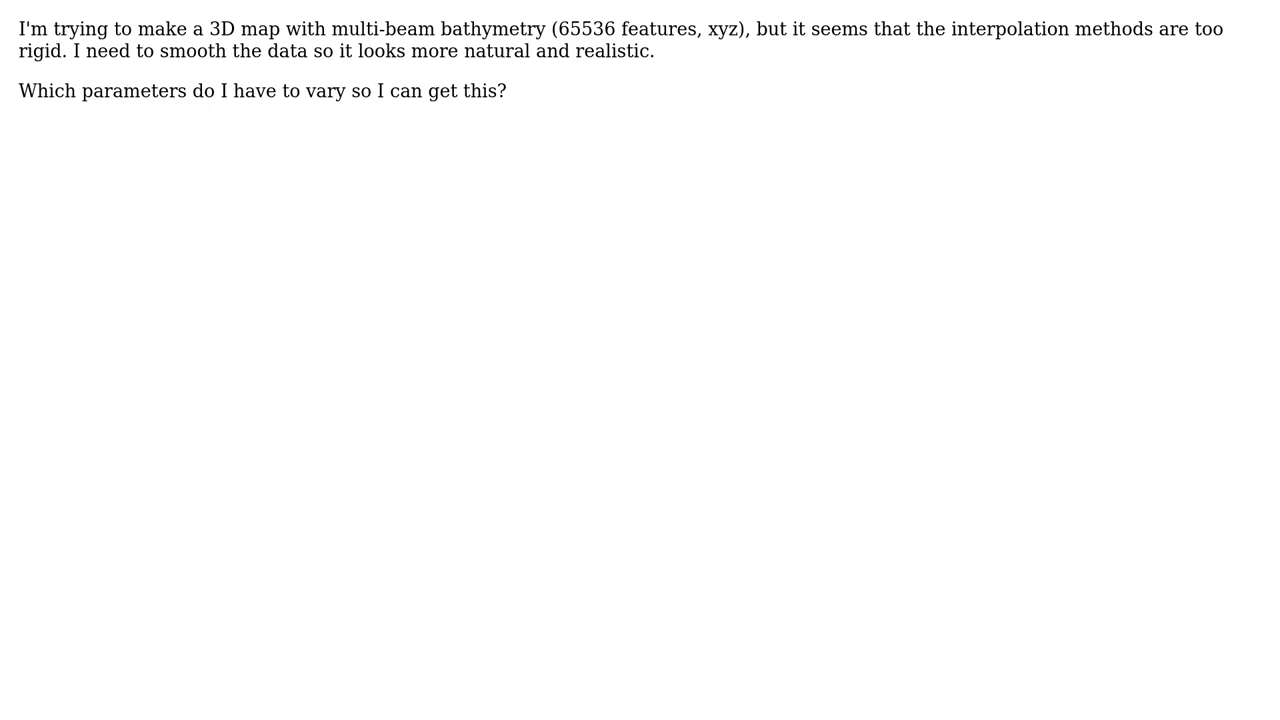 I'm trying to make a 3D map with multi-beam bathymetry (65536 features, xyz), but it seems that the interpolation methods are too
rigid. I need to smooth the data so it looks more natural and realistic.
Which parameters do I have to vary so I can get this?